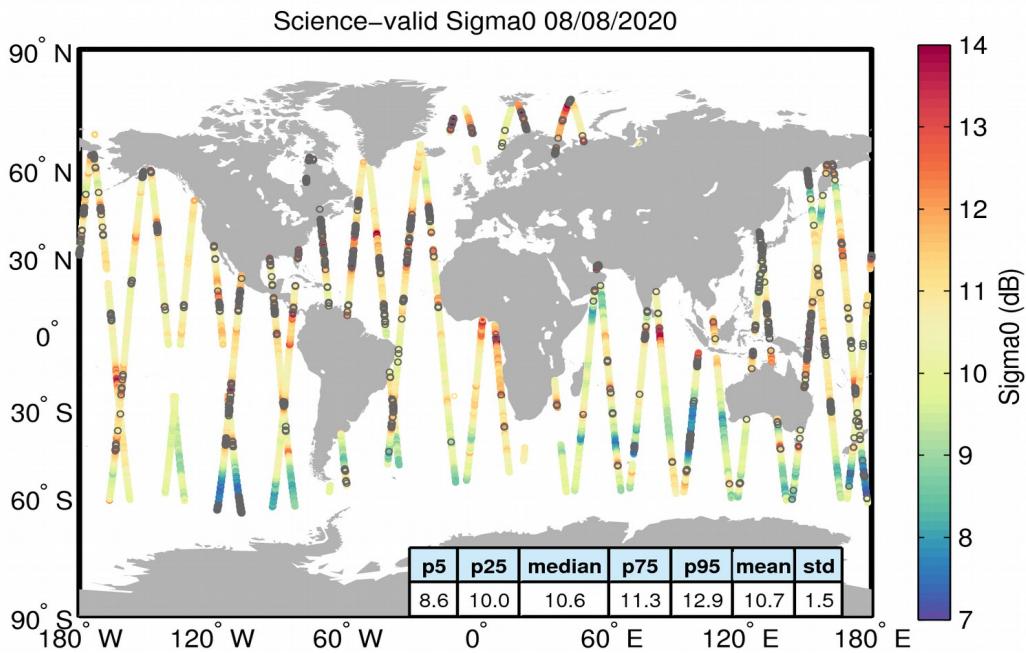 Science−valid Sigma0 08/08/2020
90° N
60° N
30° N
0°
30° S
60° S
90° S
180° W
120° W
60° W
0°
60° E
120° E
180° E
p5 p25 median p75 p95 mean std
8.6 10.0 10.6 11.3 12.9 10.7 1.5
14
13
12
11
10
9
8
7
Sigma0 (dB)